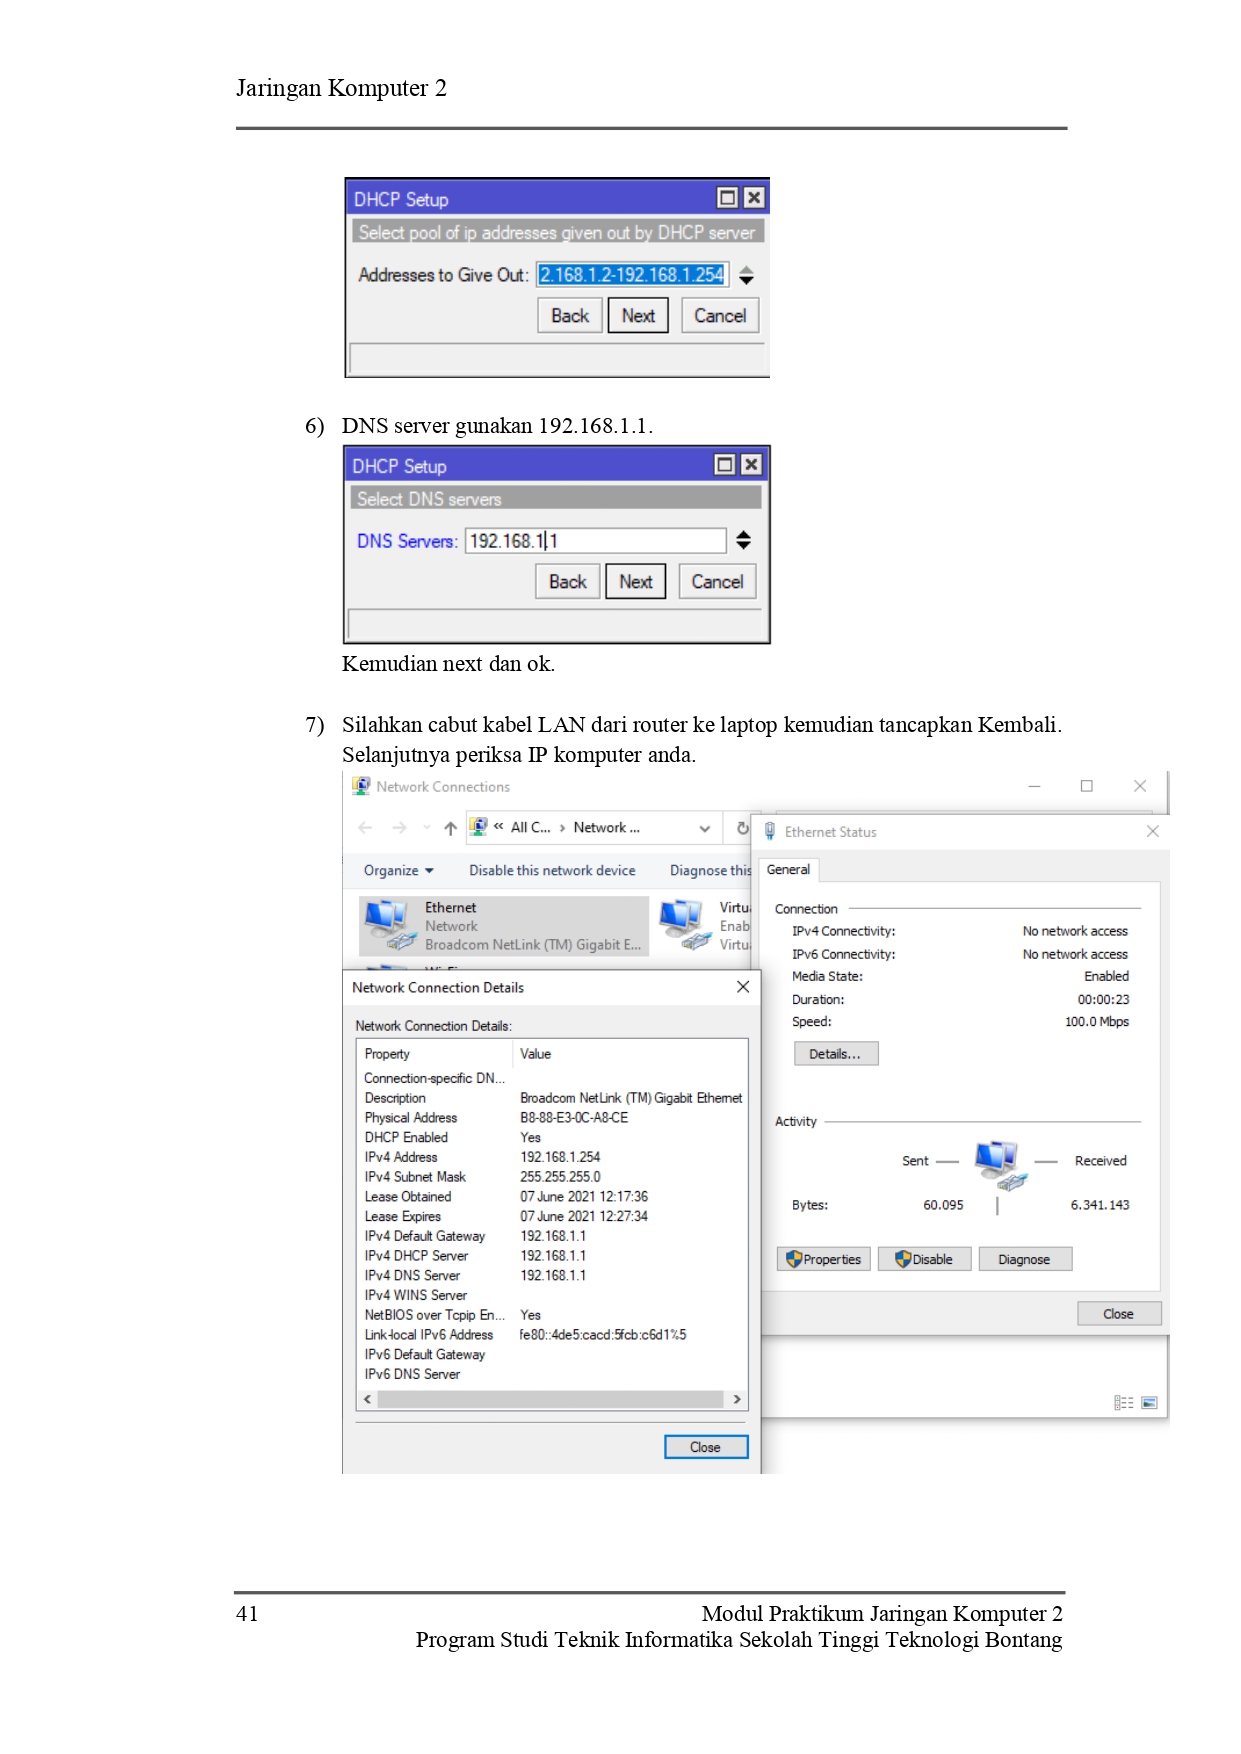 Jaringan Komputer 2
DHCP Setup
Select pool of ip addresses given out by DHCP server
Addresses to Give Out: 2.168.1.2-192.168.1.254
Back Next Cancel
6) DNS server gunakan 192.168.1.1.
DHCP Setup
Select DNS servers
DNS Servers: 192.168.1.1
Back Next Cancel
Kemudian next dan ok.
7) Silahkan cabut kabel LAN dari router ke laptop kemudian tancapkan Kembali.
Selanjutnya periksa IP komputer anda.
Network Connections
« All C... › Network ...
Organize Disable this network device Diagnose this
Ethernet
Network
Broadcom NetLink (TM) Gigabit E...
Virtu
Enab
Virtu
Ethernet Status
General
Connection
IPv4 Connectivity: No network access
IPv6 Connectivity: No network access
Media State: Enabled
Duration: 00:00:23
Speed: 100.0 Mbps
Details...
Activity
Sent — — Received
Bytes: 60.095 | 6.341.143
Properties Disable Diagnose
Close
Network Connection Details
Network Connection Details:
Property Value
Connection-specific DN...
Description Broadcom NetLink (TM) Gigabit Ethernet
Physical Address B8-88-E3-0C-A8-CE
DHCP Enabled Yes
IPv4 Address 192.168.1.254
IPv4 Subnet Mask 255.255.255.0
Lease Obtained 07 June 2021 12:17:36
Lease Expires 07 June 2021 12:27:34
IPv4 Default Gateway 192.168.1.1
IPv4 DHCP Server 192.168.1.1
IPv4 DNS Server 192.168.1.1
IPv4 WINS Server
NetBIOS over Tcpip En... Yes
Link-local IPv6 Address fe80::4de5:cacd:5fcb:c6d1%5
IPv6 Default Gateway
IPv6 DNS Server
Close
41 Modul Praktikum Jaringan Komputer 2
Program Studi Teknik Informatika Sekolah Tinggi Teknologi Bontang